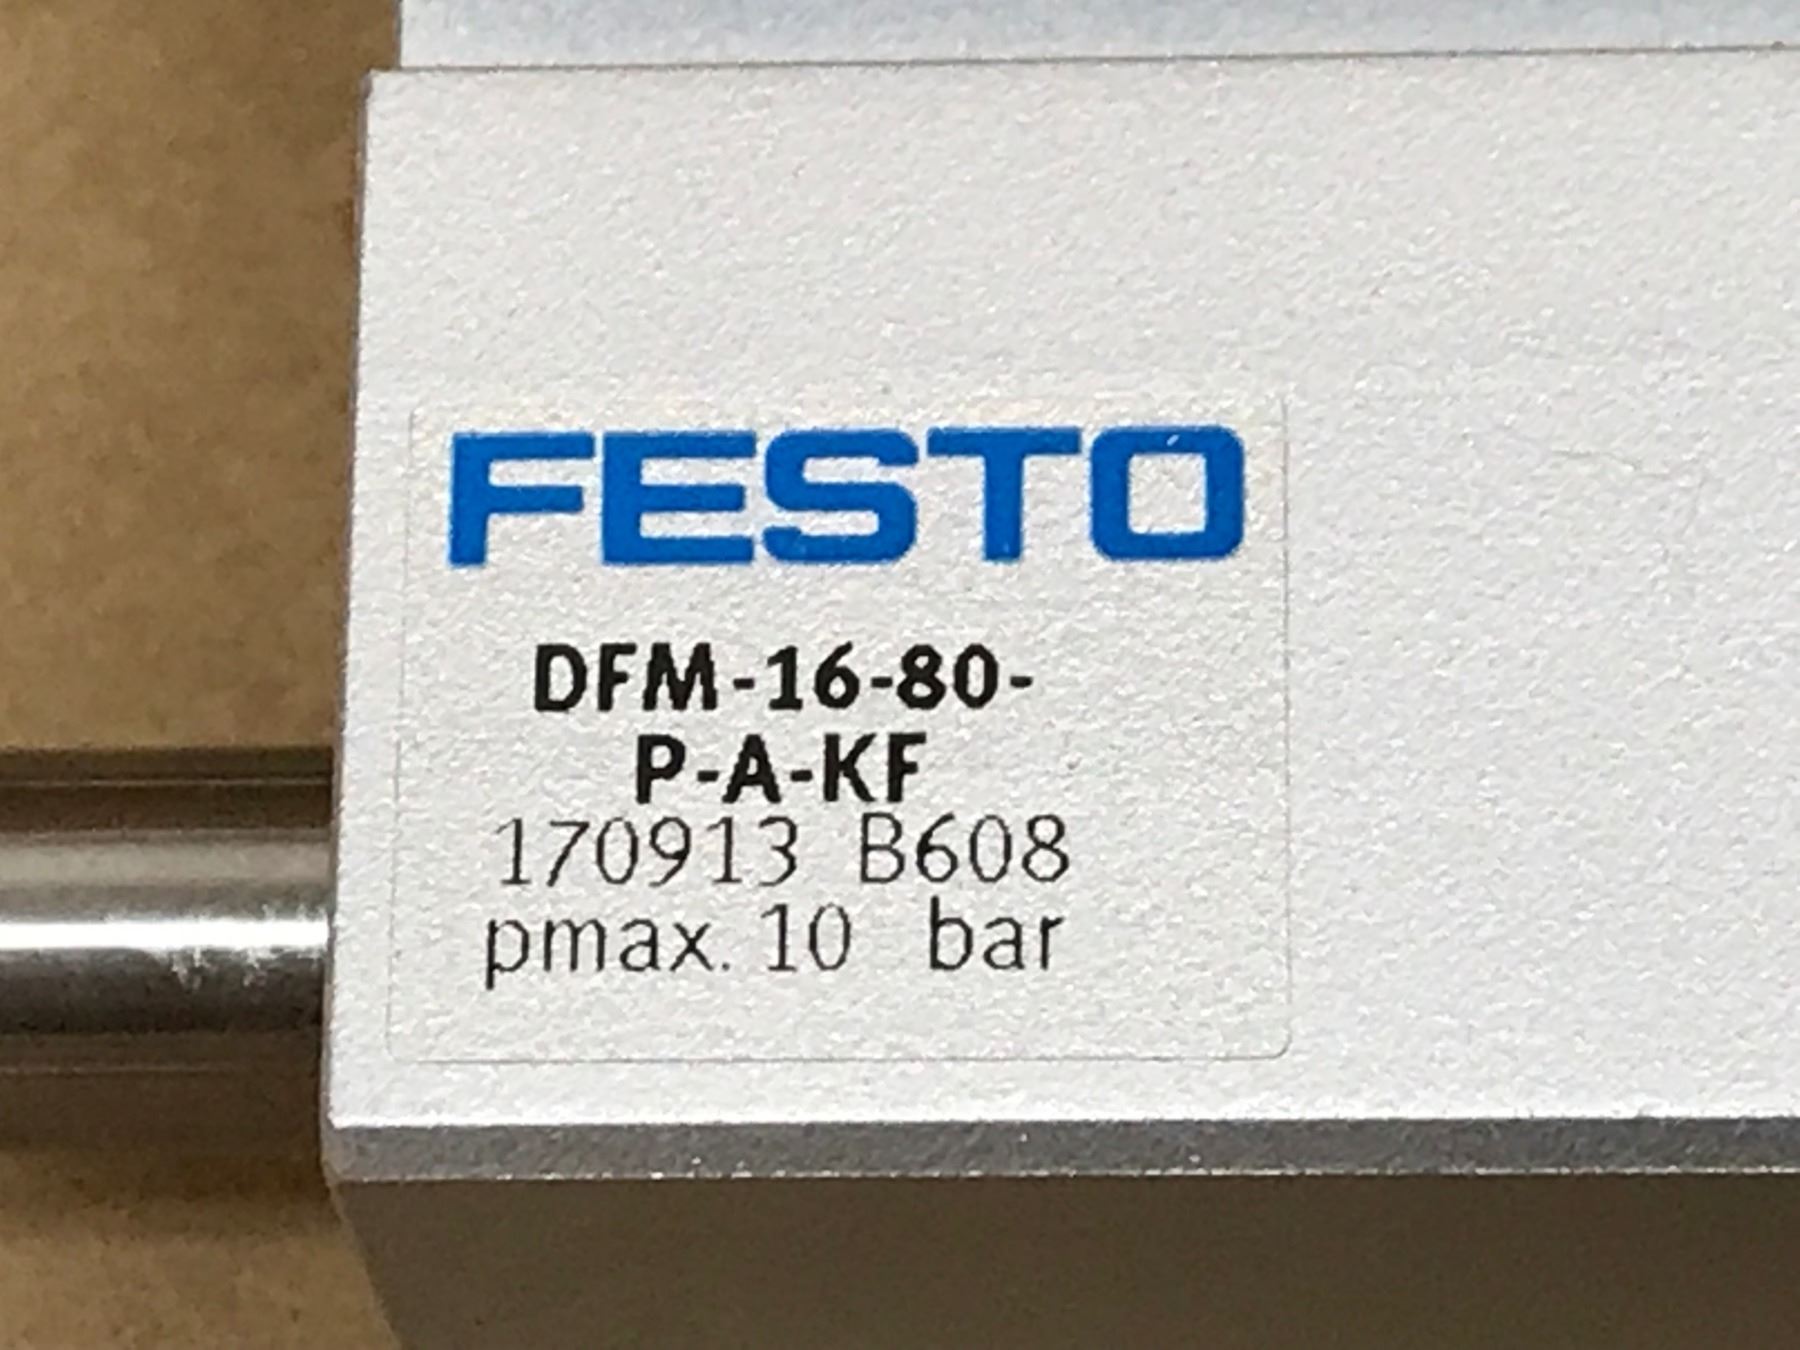 FESTO
DFM-16-80-
P-A-KF
170913 B608
pmax. 10 bar